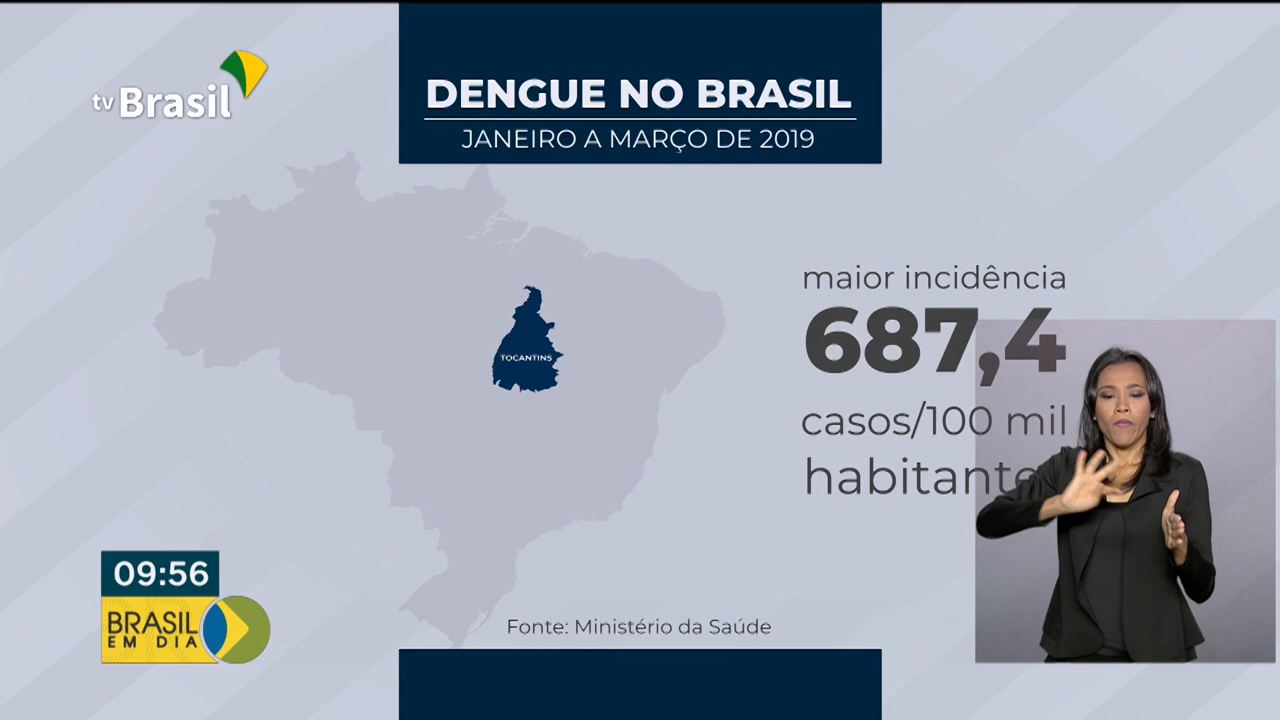 tv Brasil
DENGUE NO BRASIL
JANEIRO A MARÇO DE 2019
maior incidência
687,4
casos/100 mil
habitante
TOCANTINS
09:56
BRASIL
EM DIA
Fonte: Ministério da Saúde